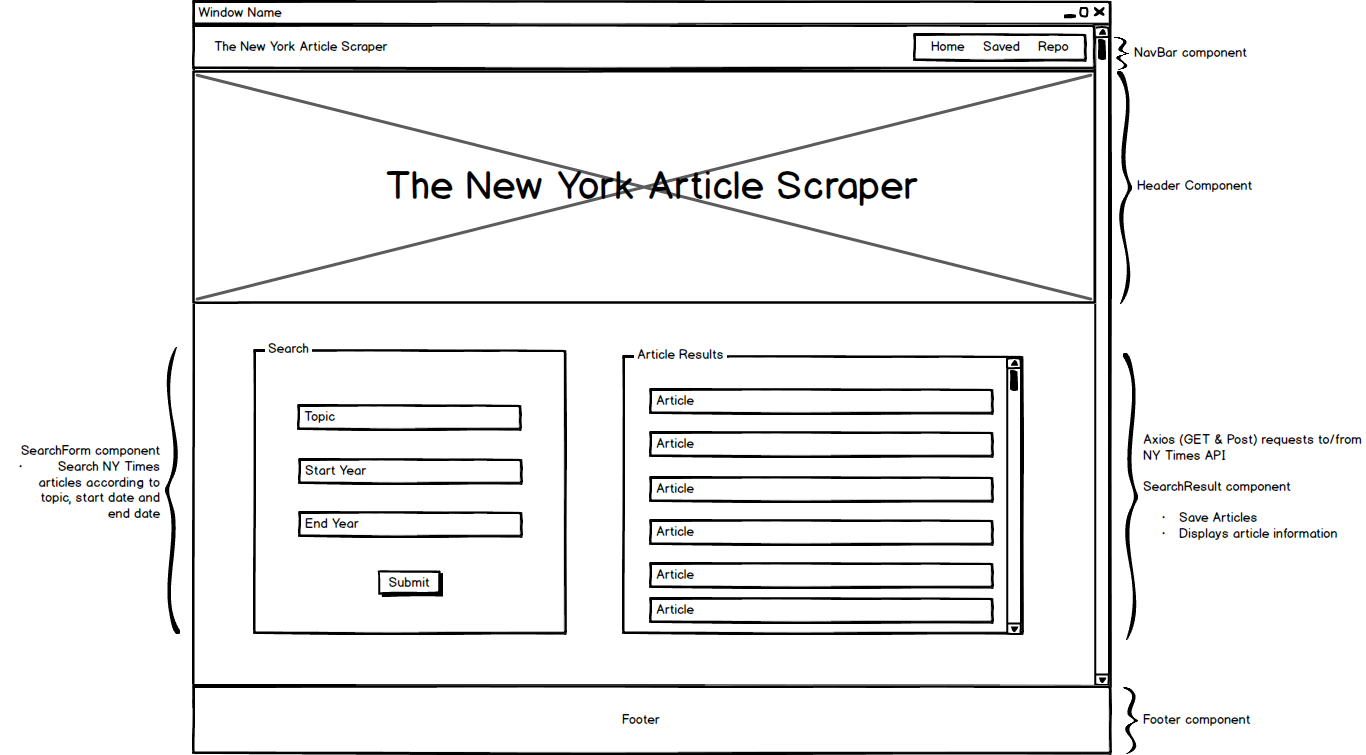 Window Name
The New York Article Scraper
Home Saved Repo
NavBar component
The New York Article Scraper
Header Component
Search
Topic
Start Year
End Year
Submit
SearchForm component
· Search NY Times
articles according to
topic, start date and
end date
Article Results
Article
Article
Article
Article
Article
Article
Axios (GET & Post) requests to/from
NY Times API
SearchResult component
· Save Articles
· Displays article information
Footer
Footer component